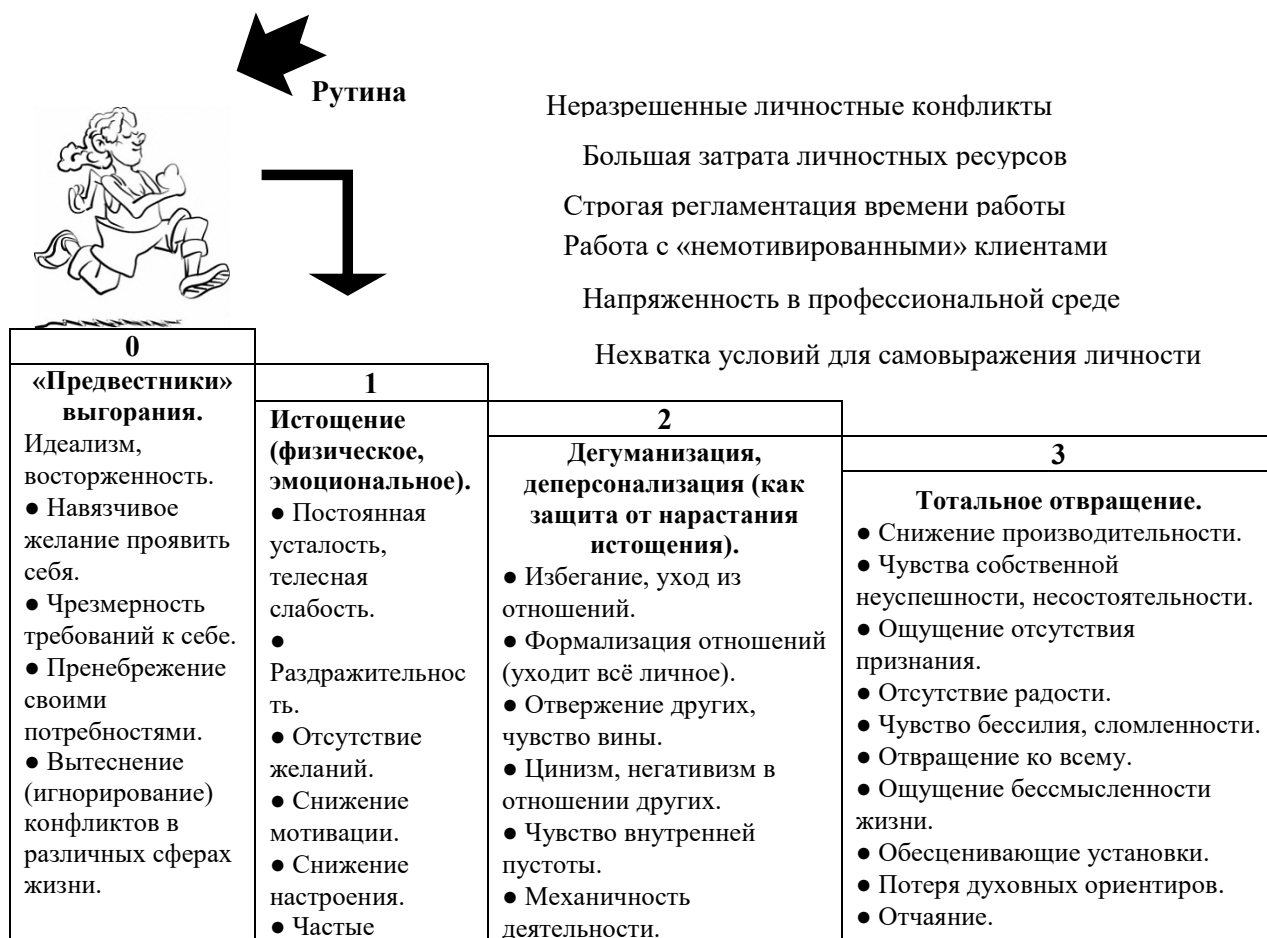 Рутина
Неразрешенные личностные конфликты
Большая затрата личностных ресурсов
Строгая регламентация времени работы
Работа с «немотивированными» клиентами
Напряженность в профессиональной среде
Нехватка условий для самовыражения личности
0
«Предвестники»
выгорания.
Идеализм,
восторженность.
● Навязчивое
желание проявить
себя.
● Чрезмерность
требований к себе.
● Пренебрежение
своими
потребностями.
● Вытеснение
(игнорирование)
конфликтов в
различных сферах
жизни.
1
Истощение
(физическое,
эмоциональное).
● Постоянная
усталость,
телесная
слабость.
●
Раздражительнос
ть.
● Отсутствие
желаний.
● Снижение
мотивации.
● Снижение
настроения.
● Частые
2
Дегуманизация,
деперсонализация (как
защита от нарастания
истощения).
● Избегание, уход из
отношений.
● Формализация отношений
(уходит всё личное).
● Отвержение других,
чувство вины.
● Цинизм, негативизм в
отношении других.
● Чувство внутренней
пустоты.
● Механичность
деятельности.
3
Тотальное отвращение.
● Снижение производительности.
● Чувства собственной
неуспешности, несостоятельности.
● Ощущение отсутствия
признания.
● Отсутствие радости.
● Чувство бессилия, сломленности.
● Отвращение ко всему.
● Ощущение бессмысленности
жизни.
● Обесценивающие установки.
● Потеря духовных ориентиров.
● Отчаяние.